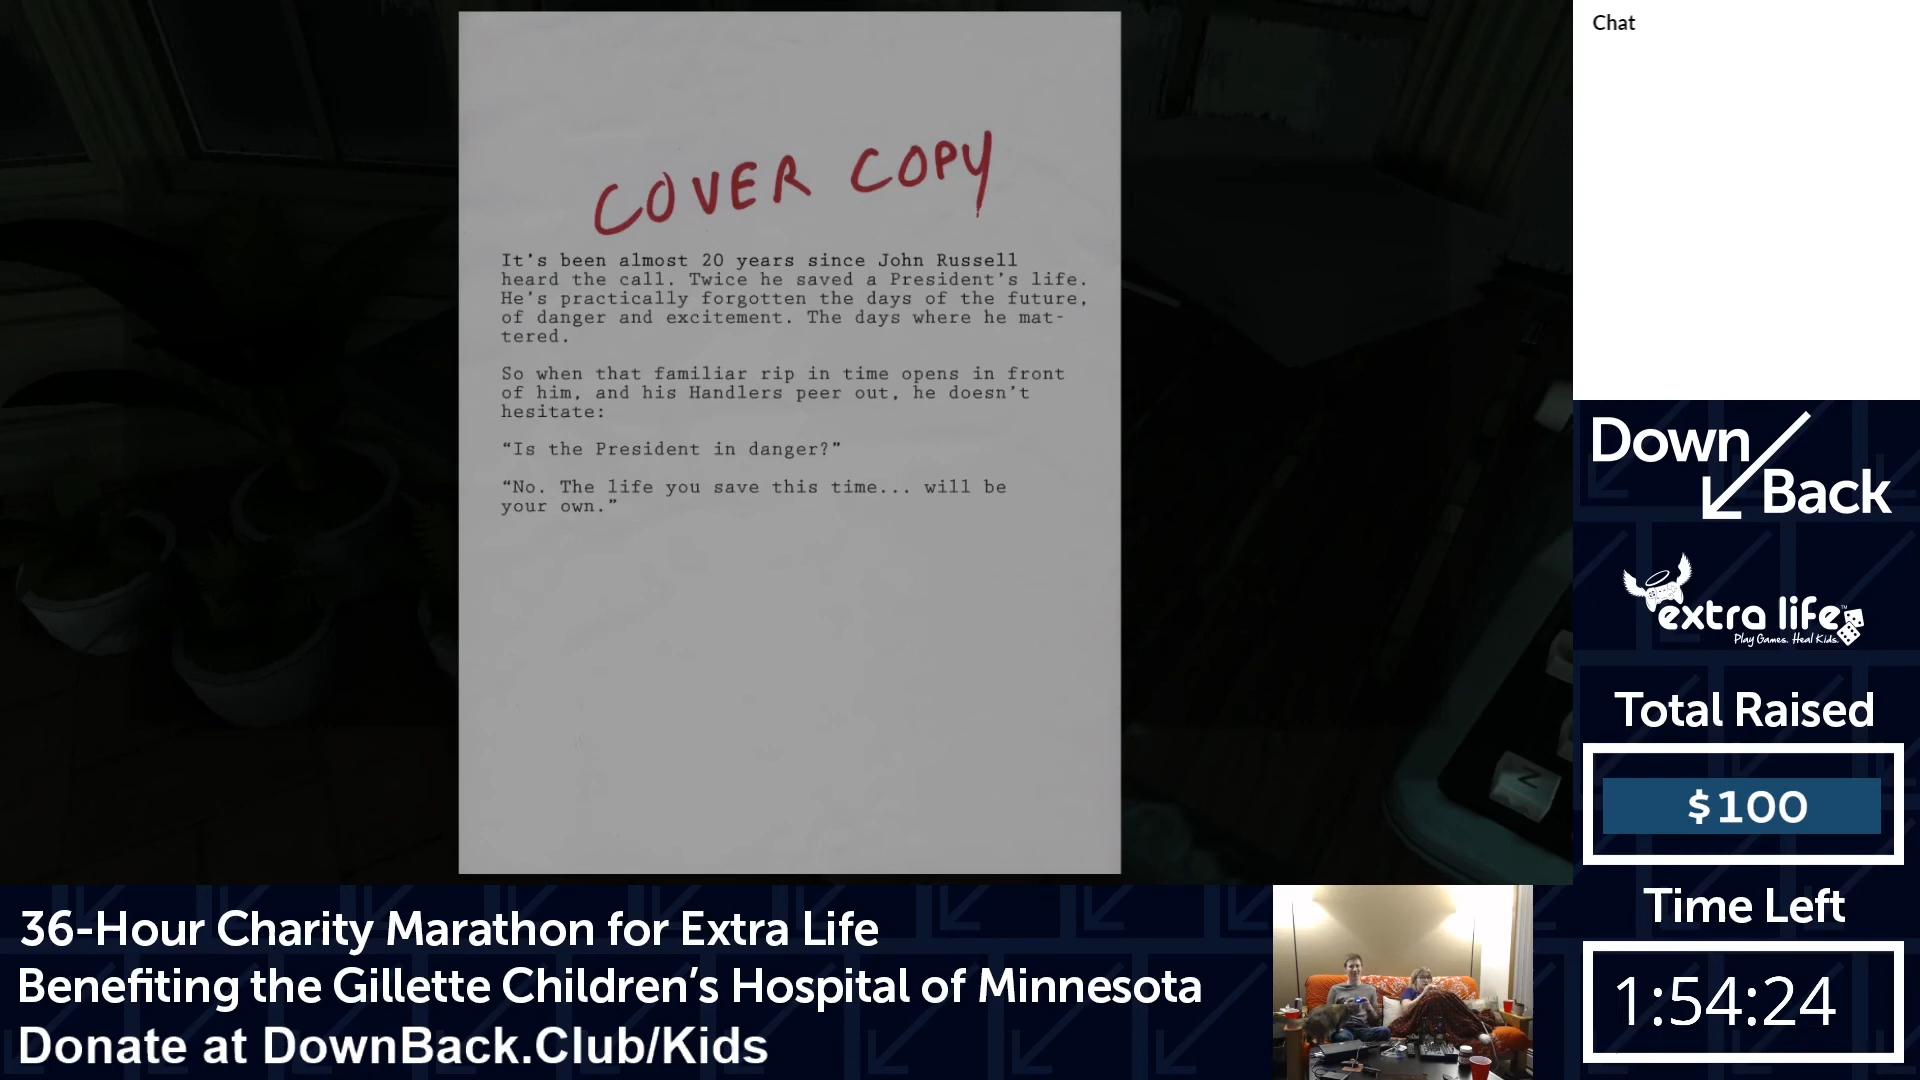 COVER COPY
It's been almost 20 years since John Russell
heard the call. Twice he saved a President's life.
He's practically forgotten the days of the future,
of danger and excitement. The days where he mat-
tered.
So when that familiar rip in time opens in front
of him, and his Handlers peer out, he doesn't
hesitate:
“Is the President in danger?”
“No. The life you save this time... will be
your own.”
N
Chat
Down
Back
extra life™
Play Games. Heal Kids.
Total Raised
$100
Time Left
1:54:24
36-Hour Charity Marathon for Extra Life
Benefiting the Gillette Children's Hospital of Minnesota
Donate at DownBack.Club/Kids